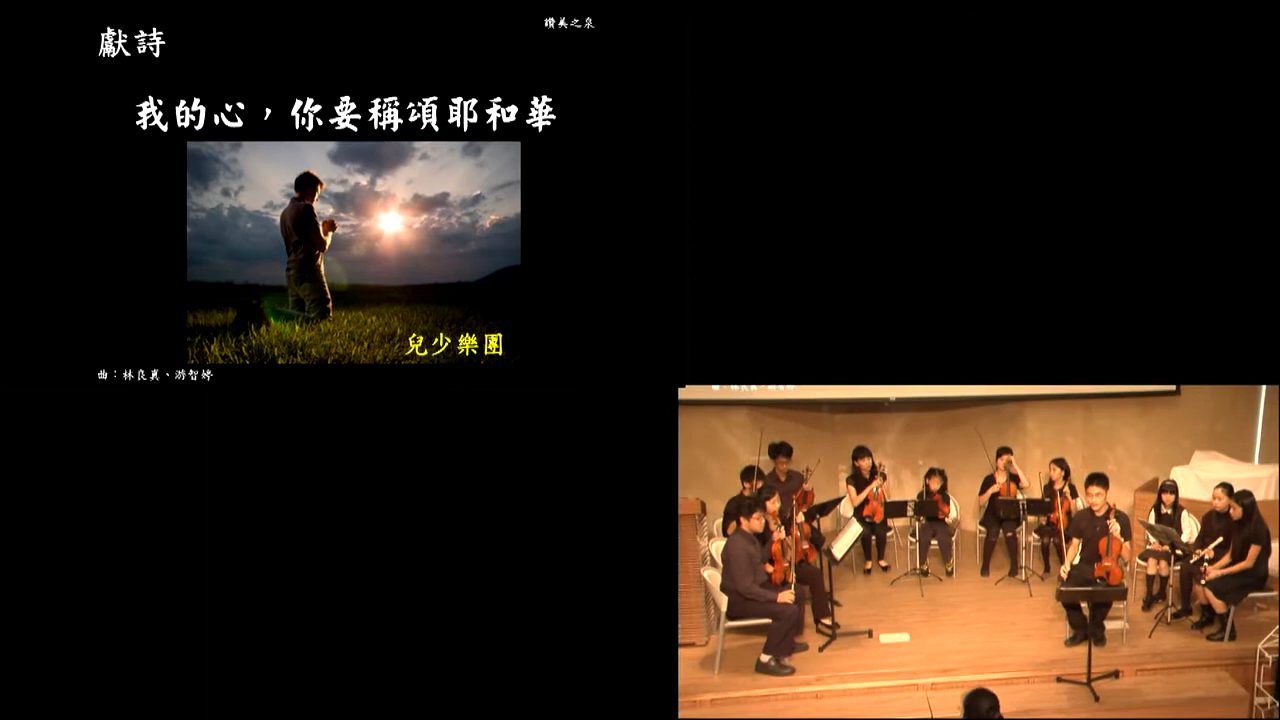 讚美之泉
獻詩
我的心，你要稱頌耶和華
兒少樂團
曲：林良真、游智婷